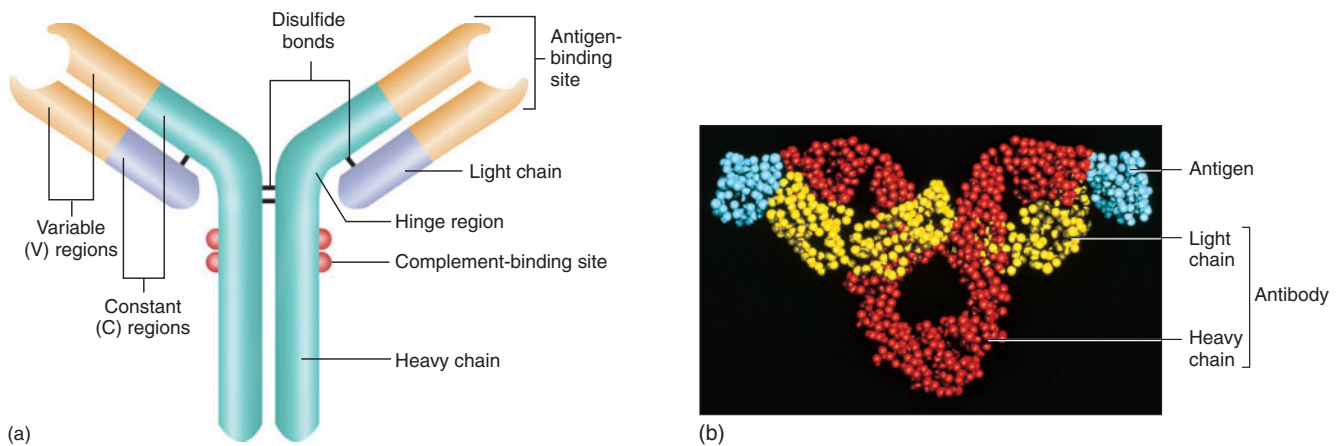 Disulfide
bonds
Antigen-
binding
site
Light chain
Hinge region
Variable
(V) regions
Complement-binding site
Constant
(C) regions
Heavy chain
(a)
Antigen
Light
chain
Antibody
Heavy
chain
(b)